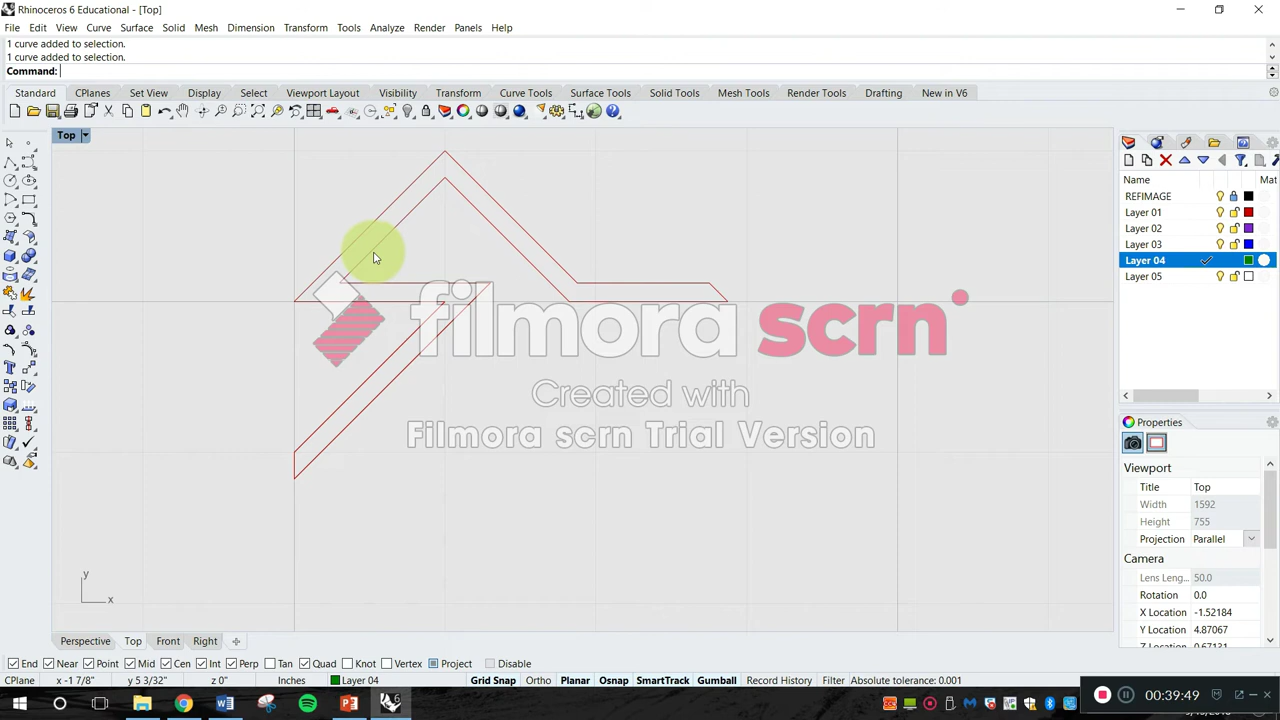 Rhinoceros 6 Educational - [Top]
File Edit View Curve Surface Solid Mesh Dimension Transform Tools Analyze Render Panels Help
1 curve added to selection.
1 curve added to selection.
Command:
Standard CPlanes Set View Display Select Viewport Layout Visibility Transform Curve Tools Surface Tools Solid Tools Mesh Tools Render Tools Drafting New in V6
Top
Name Mat
REFIMAGE
Layer 01
Layer 02
Layer 03
Layer 04
Layer 05
filmora scrn
Created with
Filmora scrn Trial Version
Properties
Viewport
Title Top
Width 1592
Height 755
Projection Parallel
Camera
Lens Leng... 50.0
Rotation 0.0
X Location -1.52184
Y Location 4.87067
Z Location 0.67131
y
x
Perspective Top Front Right
End Near Point Mid Cen Int Perp Tan Quad Knot Vertex Project Disable
CPlane x -1 7/8" y 5 3/32" z 0" Inches Layer 04 Grid Snap Ortho Planar Osnap SmartTrack Gumball Record History Filter Absolute tolerance: 0.001
00:39:49